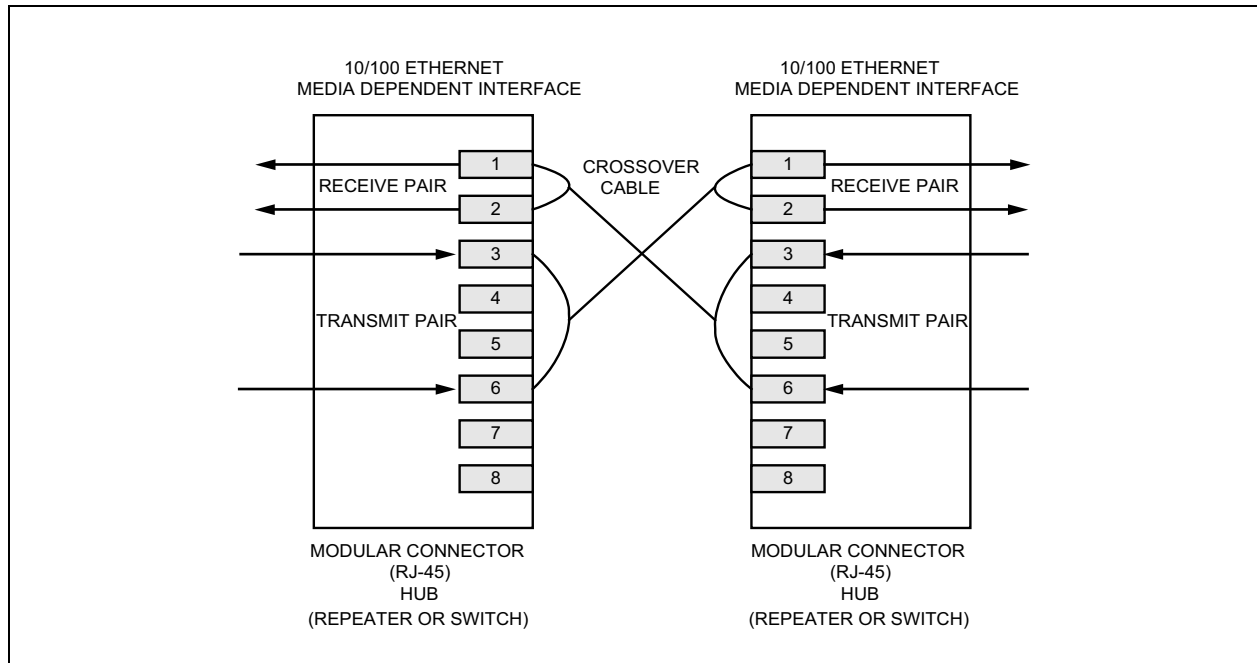 10/100 ETHERNET
MEDIA DEPENDENT INTERFACE
1
2
3
4
5
6
7
8
RECEIVE PAIR
TRANSMIT PAIR
MODULAR CONNECTOR
(RJ-45)
HUB
(REPEATER OR SWITCH)
CROSSOVER
CABLE
10/100 ETHERNET
MEDIA DEPENDENT INTERFACE
1
2
3
4
5
6
7
8
RECEIVE PAIR
TRANSMIT PAIR
MODULAR CONNECTOR
(RJ-45)
HUB
(REPEATER OR SWITCH)